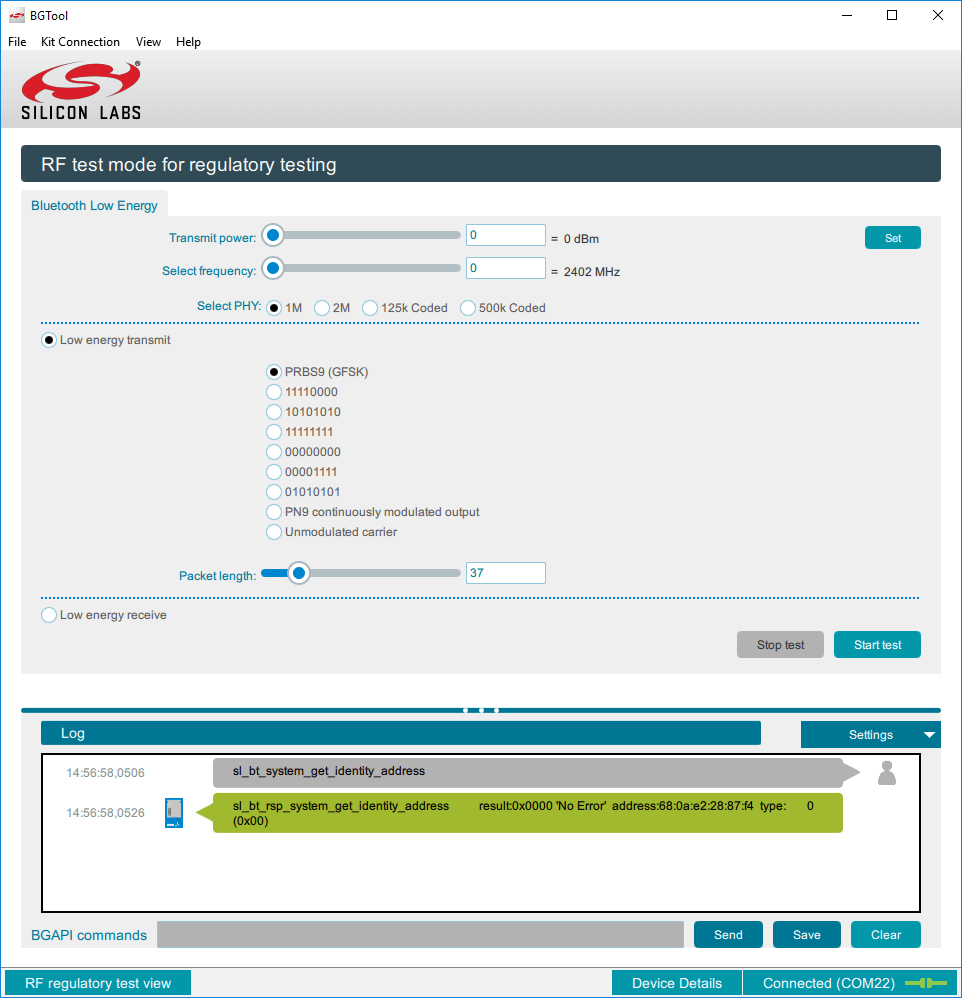 BGTool
File Kit Connection View Help
®
SILICON LABS
RF test mode for regulatory testing
Bluetooth Low Energy
Transmit power: 0 = 0 dBm Set
Select frequency: 0 = 2402 MHz
Select PHY: 1M 2M 125k Coded 500k Coded
Low energy transmit
PRBS9 (GFSK)
11110000
10101010
11111111
00000000
00001111
01010101
PN9 continuously modulated output
Unmodulated carrier
Packet length: 37
Low energy receive
Stop test Start test
Log Settings
14:56:58,0506 sl_bt_system_get_identity_address
14:56:58,0526 sl_bt_rsp_system_get_identity_address result:0x0000 'No Error' address:68:0a:e2:28:87:f4 type: 0
(0x00)
BGAPI commands Send Save Clear
RF regulatory test view Device Details Connected (COM22)